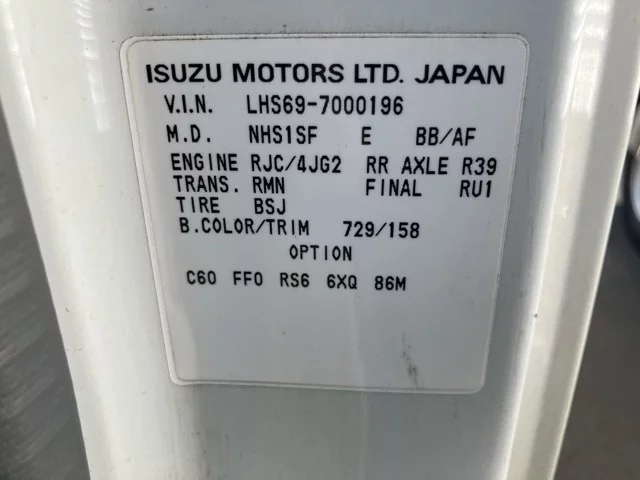 ISUZU MOTORS LTD. JAPAN
V.I.N. LHS69-7000196
M.D. NHS1SF E BB/AF
ENGINE RJC/4JG2 RR AXLE R39
TRANS. RMN FINAL RU1
TIRE BSJ
B.COLOR/TRIM 729/158
OPTION
C60 FF0 RS6 6XQ 86M